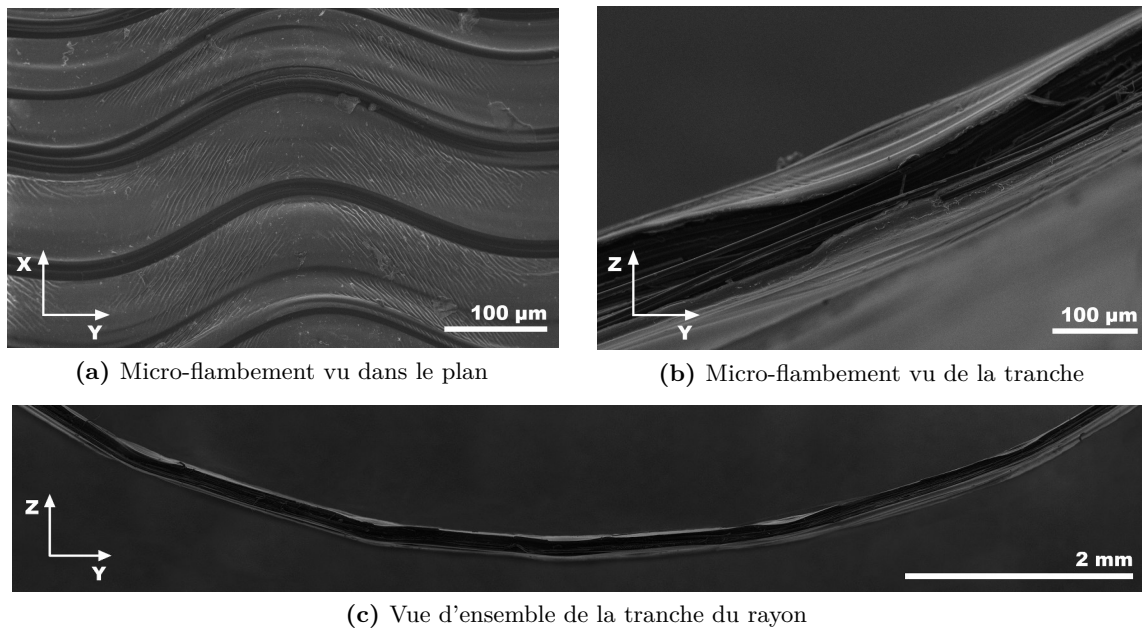 X
Y
100 µm
Z
Y
100 µm
(a) Micro-flambement vu dans le plan
(b) Micro-flambement vu de la tranche
Z
Y
2 mm
(c) Vue d'ensemble de la tranche du rayon